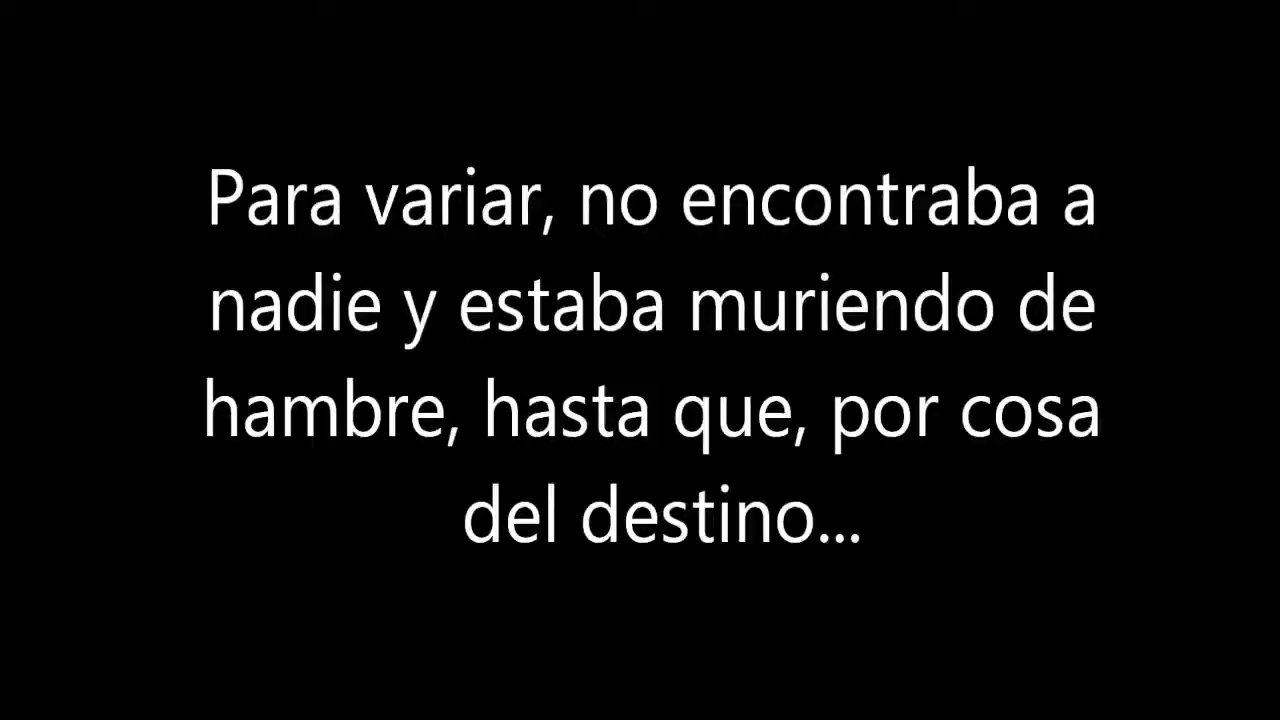 Para variar, no encontraba a
nadie y estaba muriendo de
hambre, hasta que, por cosa
del destino...